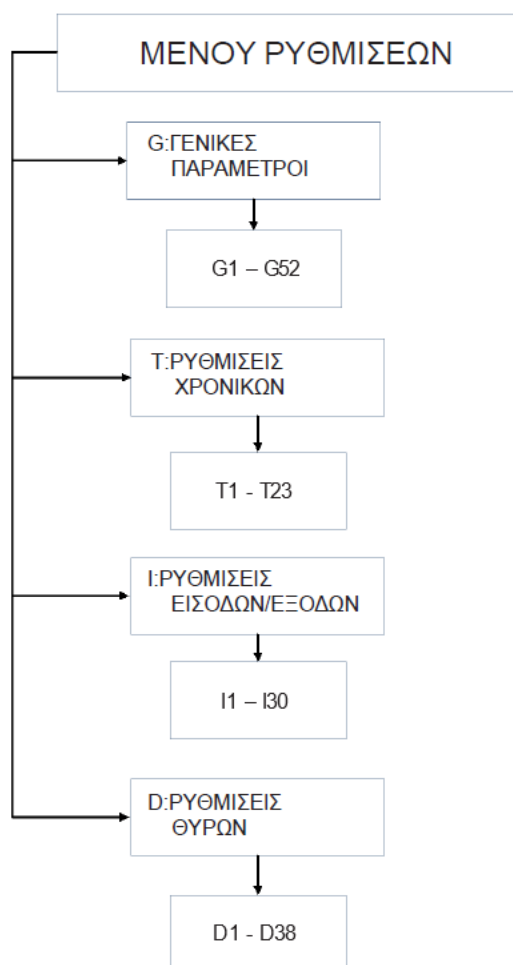 ΜΕΝΟΥ ΡΥΘΜΙΣΕΩΝ
G:ΓΕΝΙΚΕΣ
ΠΑΡΑΜΕΤΡΟΙ
G1 – G52
T:ΡΥΘΜΙΣΕΙΣ
ΧΡΟΝΙΚΩΝ
T1 - T23
I:ΡΥΘΜΙΣΕΙΣ
ΕΙΣΟΔΩΝ/ΕΞΟΔΩΝ
I1 – I30
D:ΡΥΘΜΙΣΕΙΣ
ΘΥΡΩΝ
D1 - D38